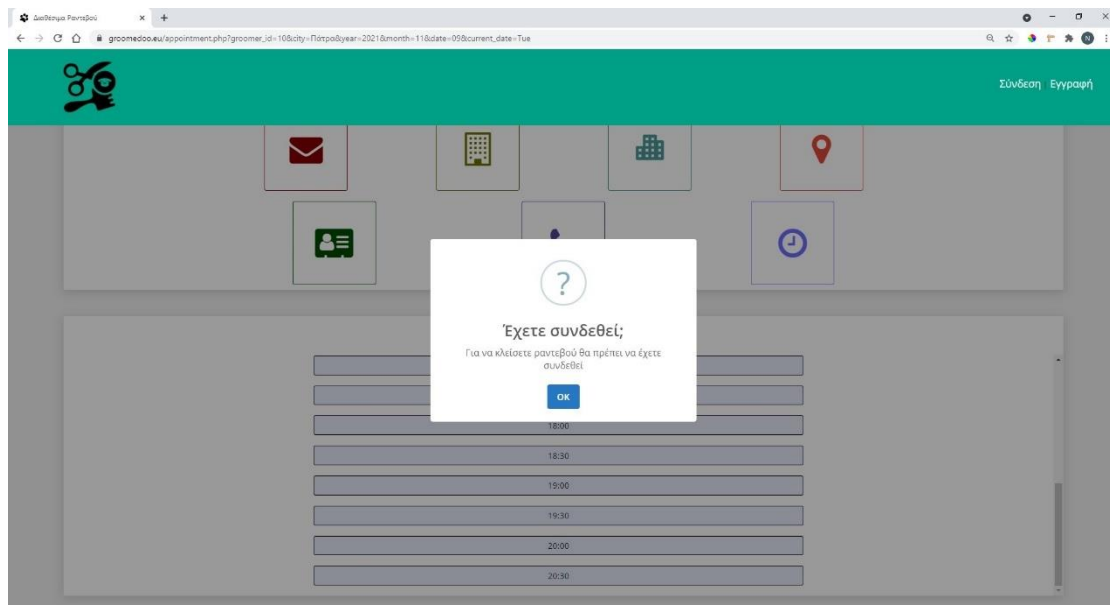 Διαθέσιμα Ραντεβού
groomedoo.eu/appointment.php?groomer_id=10&city=Πάτρα&year=2021&month=11&date=09&current_date=Tue
N
Σύνδεση Εγγραφή
?
Έχετε συνδεθεί;
Για να κλείσετε ραντεβού θα πρέπει να έχετε
συνδεθεί
OK
18:00
18:30
19:00
19:30
20:00
20:30